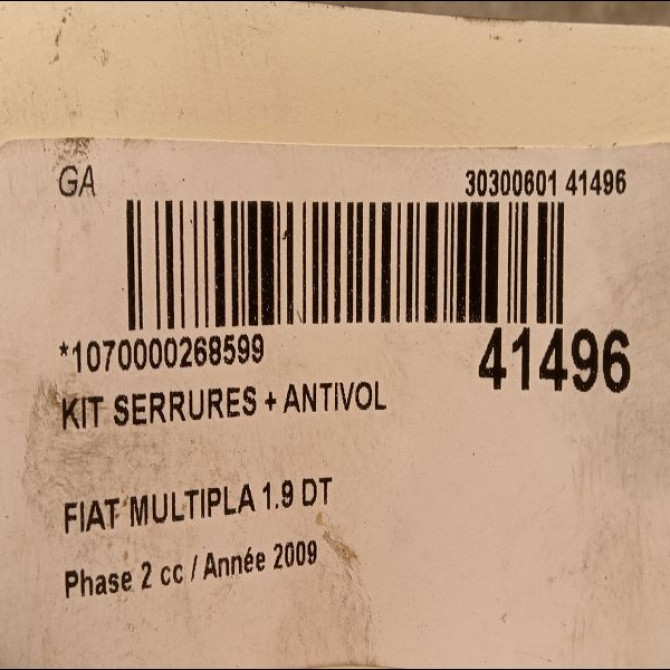 GA 30300601 41496
*1070000268599 41496
KIT SERRURES + ANTIVOL
FIAT MULTIPLA 1.9 DT
Phase 2 cc / Année 2009